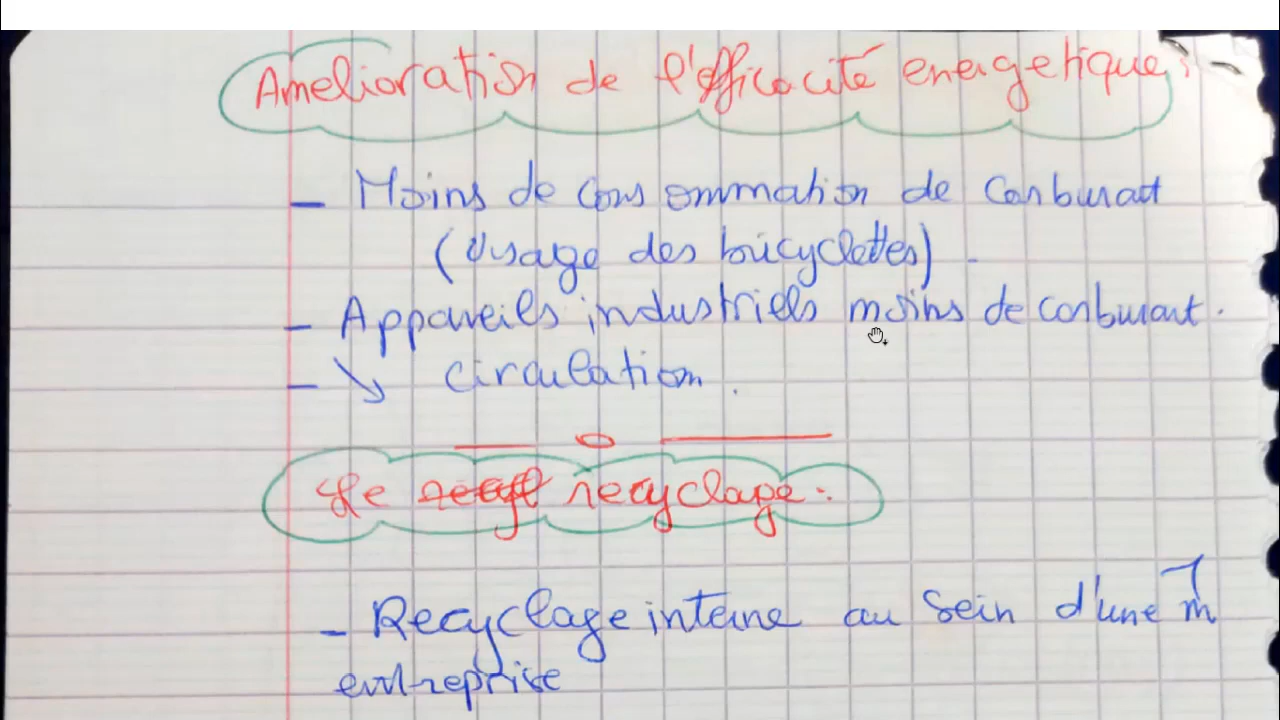 Amelioration de l'efficacité energetique:
- Moins de consommation de Carburant
(Usage des bicyclettes) -
- Appareils industriels moins de carburant.
- ↘ circulation.
Le recycl recyclage:
- Recyclage interne au sein d'une m̂
entreprise